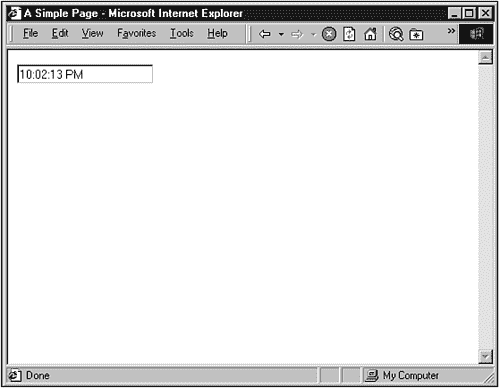 A Simple Page - Microsoft Internet Explorer
File Edit View Favorites Tools Help »
10:02:13 PM
Done My Computer